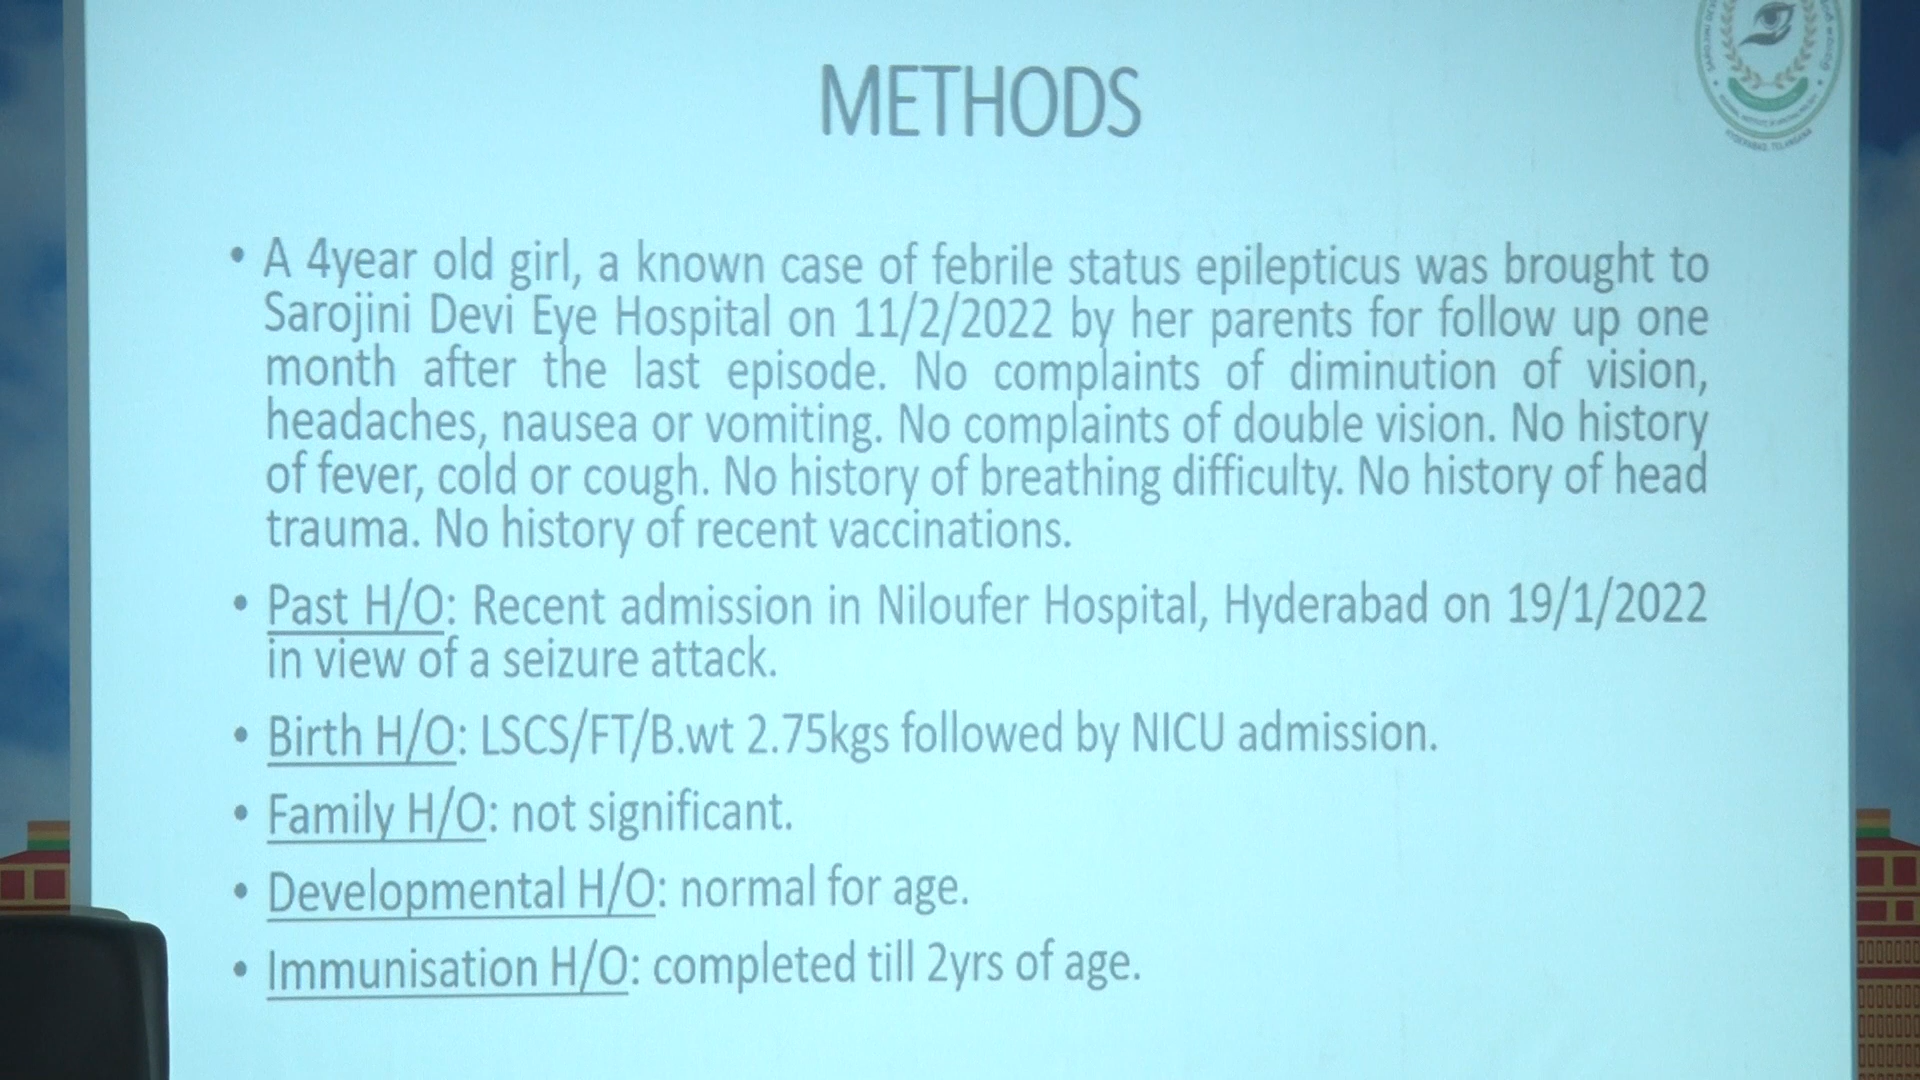 METHODS
• A 4year old girl, a known case of febrile status epilepticus was brought to
Sarojini Devi Eye Hospital on 11/2/2022 by her parents for follow up one
month after the last episode. No complaints of diminution of vision,
headaches, nausea or vomiting. No complaints of double vision. No history
of fever, cold or cough. No history of breathing difficulty. No history of head
trauma. No history of recent vaccinations.
• Past H/O: Recent admission in Niloufer Hospital, Hyderabad on 19/1/2022
in view of a seizure attack.
• Birth H/O: LSCS/FT/B.wt 2.75kgs followed by NICU admission.
• Family H/O: not significant.
• Developmental H/O: normal for age.
• Immunisation H/O: completed till 2yrs of age.
HYDERABAD, TELANGANA